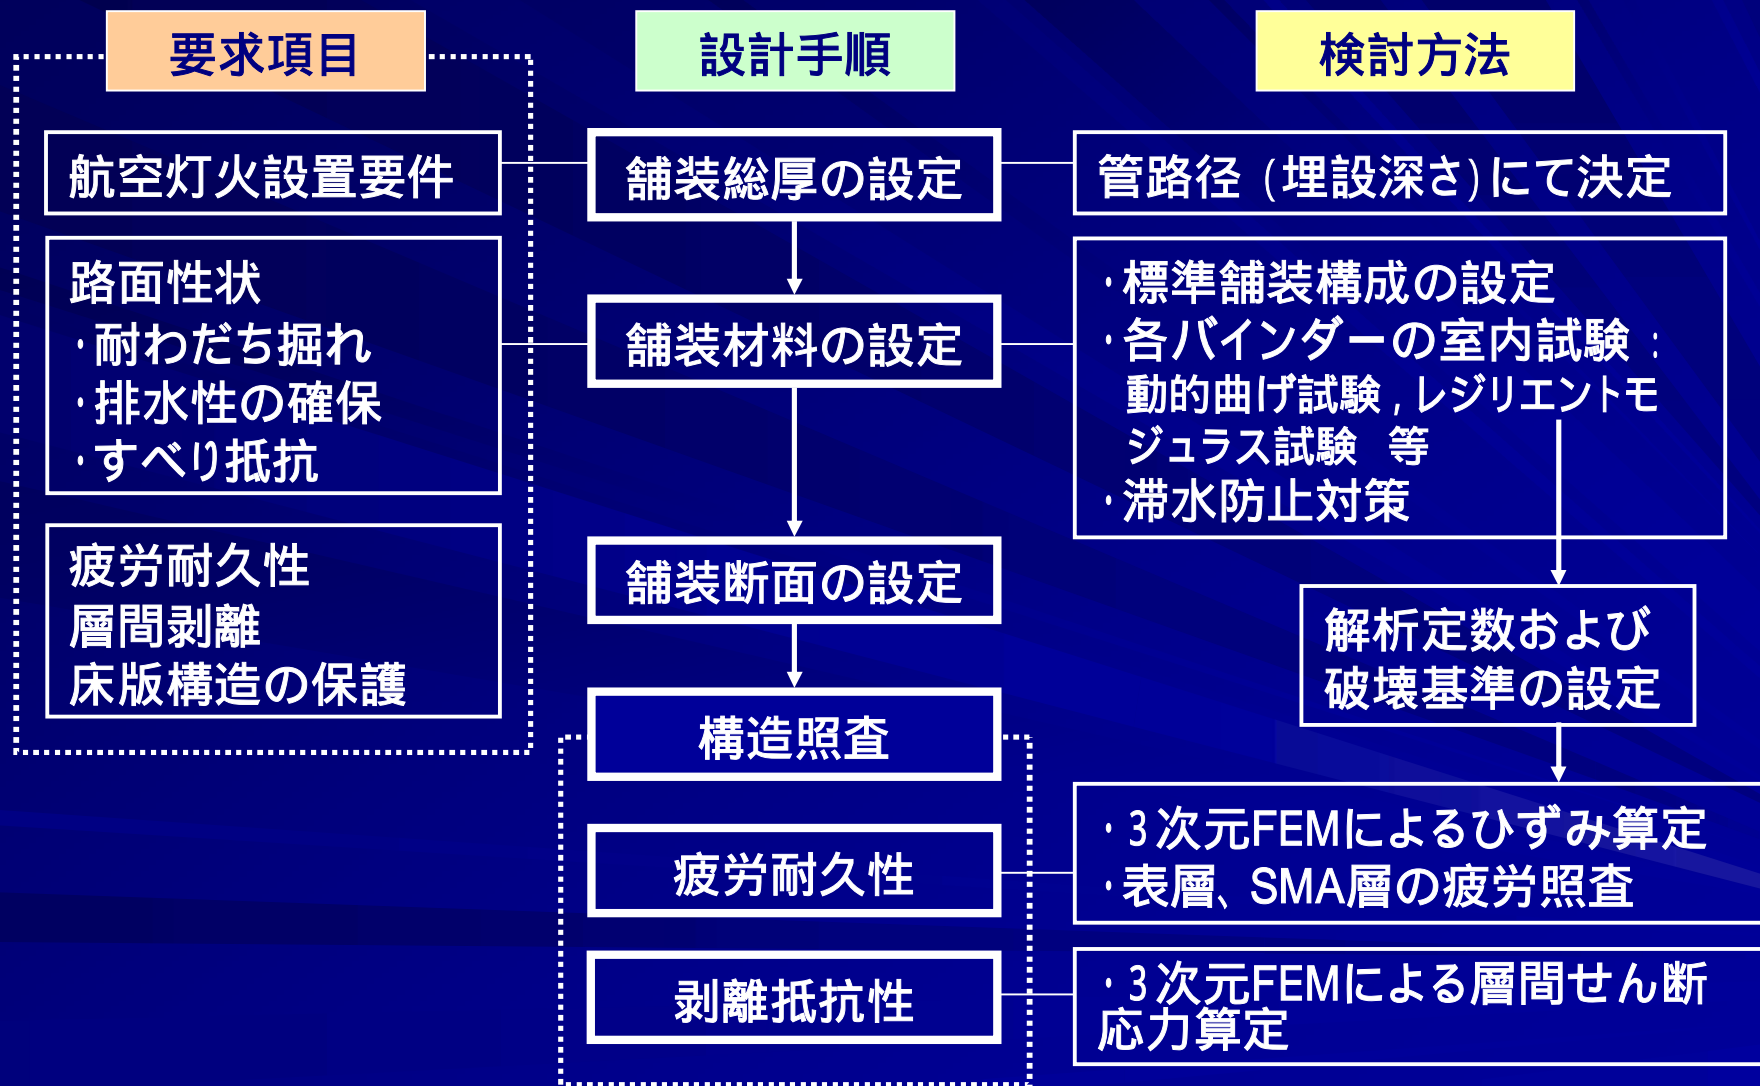 要求項目
設計手順
検討方法
航空灯火設置要件
舗装総厚の設定
管路径 (埋設深さ)にて決定
路面性状
・耐わだち掘れ
・排水性の確保
・すべり抵抗
舗装材料の設定
・標準舗装構成の設定
・各バインダーの室内試験：
動的曲げ試験，レジリエントモ
ジュラス試験　等
・滞水防止対策
疲労耐久性
層間剥離
床版構造の保護
舗装断面の設定
解析定数および
破壊基準の設定
構造照査
疲労耐久性
・3次元FEMによるひずみ算定
・表層、SMA層の疲労照査
剥離抵抗性
・3次元FEMによる層間せん断
応力算定